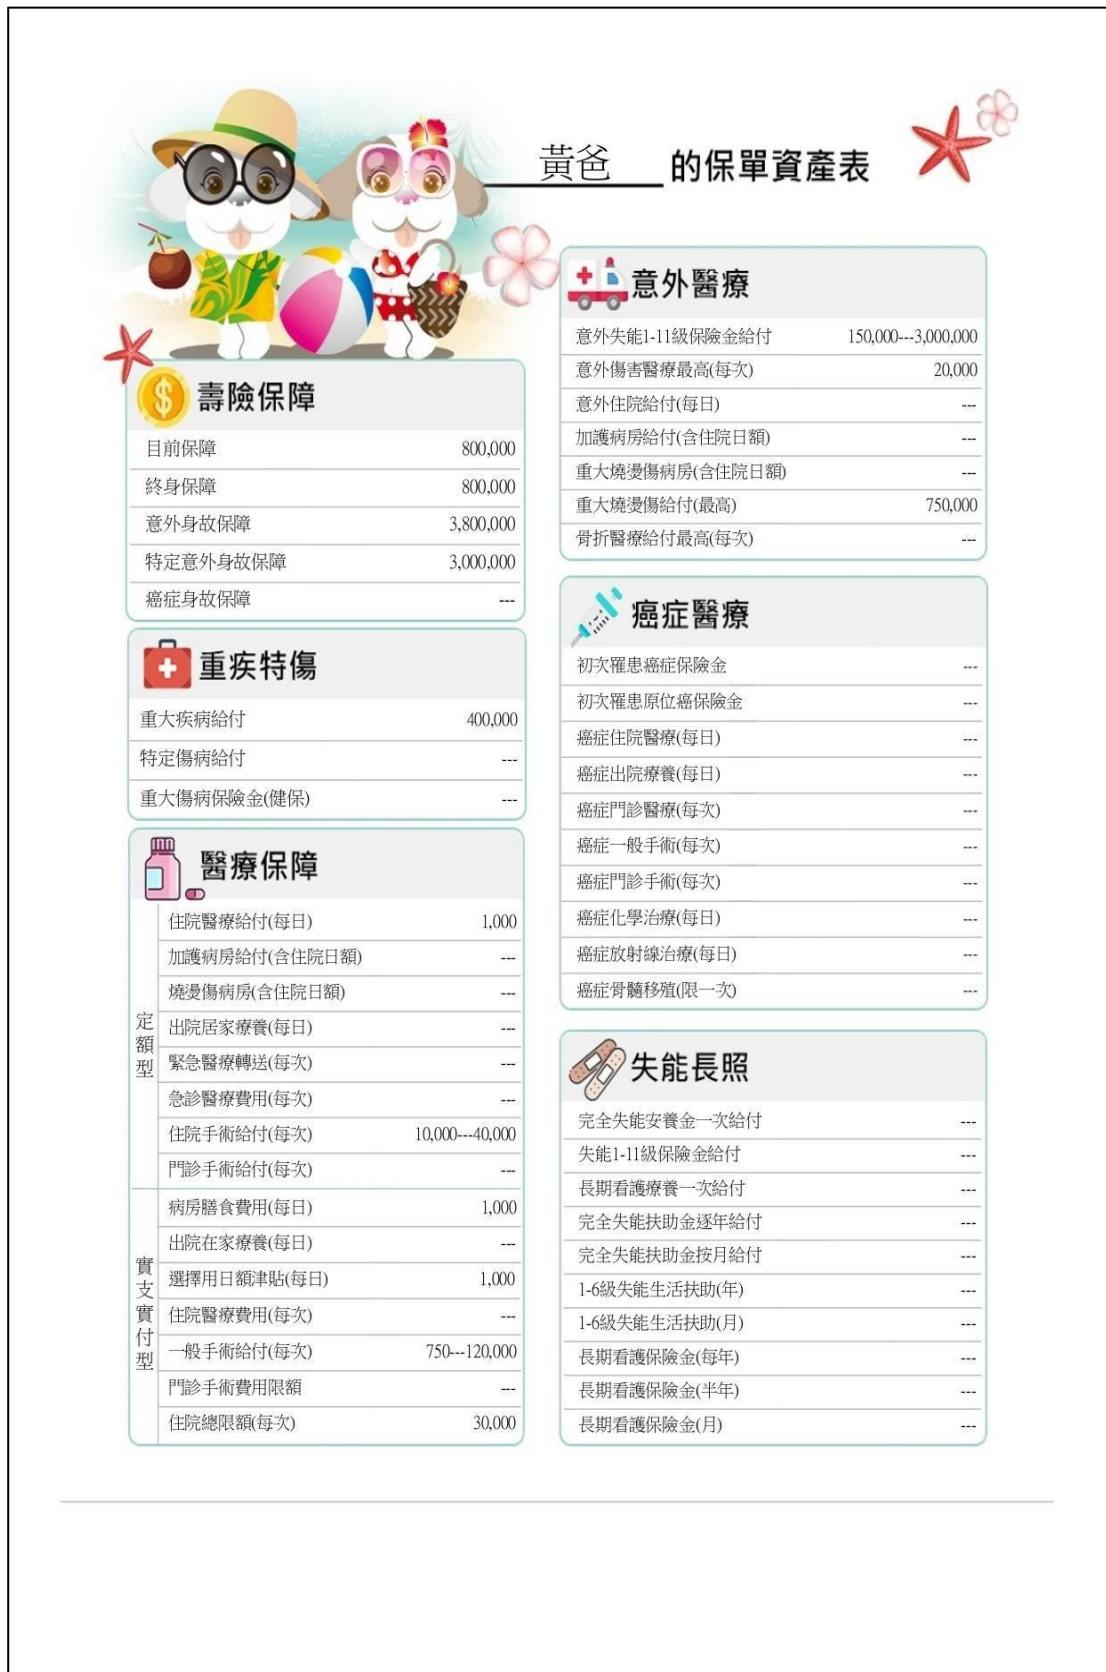 黃爸 的保單資產表
壽險保障
目前保障 800,000
終身保障 800,000
意外身故保障 3,800,000
特定意外身故保障 3,000,000
癌症身故保障 ---
重疾特傷
重大疾病給付 400,000
特定傷病給付 ---
重大傷病保險金(健保) ---
醫療保障
定額型
住院醫療給付(每日) 1,000
加護病房給付(含住院日額) ---
燒燙傷病房(含住院日額) ---
出院居家療養(每日) ---
緊急醫療轉送(每次) ---
急診醫療費用(每次) ---
住院手術給付(每次) 10,000---40,000
門診手術給付(每次) ---
實支實付型
病房膳食費用(每日) 1,000
出院在家療養(每日) ---
選擇用日額津貼(每日) 1,000
住院醫療費用(每次) ---
一般手術給付(每次) 750---120,000
門診手術費用限額 ---
住院總限額(每次) 30,000
意外醫療
意外失能1-11級保險金給付 150,000---3,000,000
意外傷害醫療最高(每次) 20,000
意外住院給付(每日) ---
加護病房給付(含住院日額) ---
重大燒燙傷病房(含住院日額) ---
重大燒燙傷給付(最高) 750,000
骨折醫療給付最高(每次) ---
癌症醫療
初次罹患癌症保險金 ---
初次罹患原位癌保險金 ---
癌症住院醫療(每日) ---
癌症出院療養(每日) ---
癌症門診醫療(每次) ---
癌症一般手術(每次) ---
癌症門診手術(每次) ---
癌症化學治療(每日) ---
癌症放射線治療(每日) ---
癌症骨髓移殖(限一次) ---
失能長照
完全失能安養金一次給付 ---
失能1-11級保險金給付 ---
長期看護療養一次給付 ---
完全失能扶助金逐年給付 ---
完全失能扶助金按月給付 ---
1-6級失能生活扶助(年) ---
1-6級失能生活扶助(月) ---
長期看護保險金(每年) ---
長期看護保險金(半年) ---
長期看護保險金(月) ---